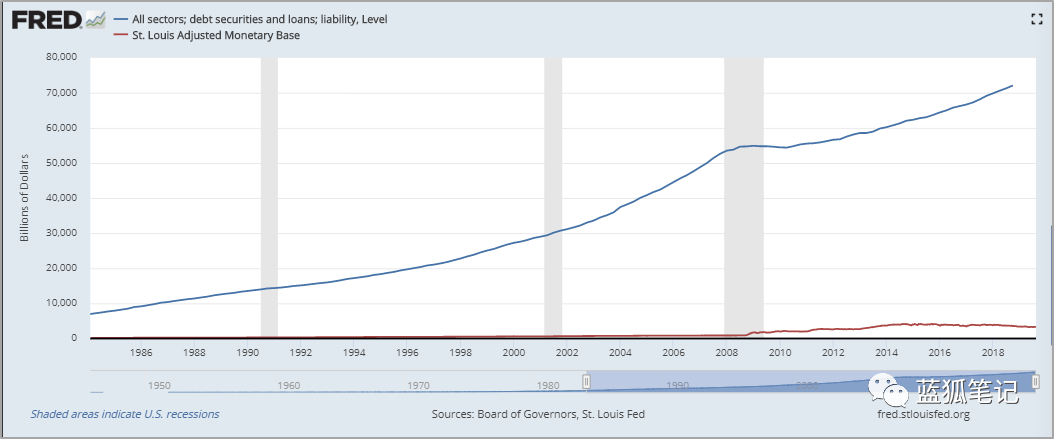 FRED
All sectors; debt securities and loans; liability, Level
St. Louis Adjusted Monetary Base
80,000
70,000
60,000
50,000
40,000
30,000
20,000
10,000
0
Billions of Dollars
1986 1988 1990 1992 1994 1996 1998 2000 2002 2004 2006 2008 2010 2012 2014 2016 2018
1950 1960 1970 1980 1990
Shaded areas indicate U.S. recessions
Sources: Board of Governors, St. Louis Fed
fred.stlouisfed.org
蓝狐笔记